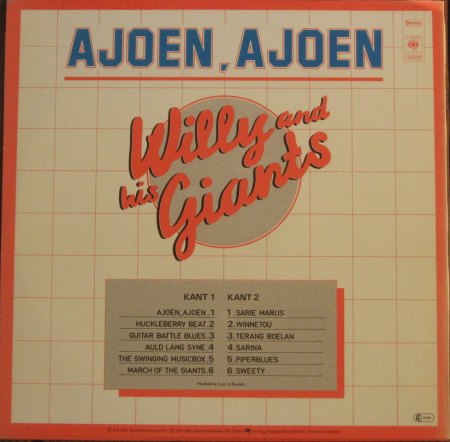 AJOEN, AJOEN
Stereo
CBS
Willy and
his Giants
KANT 1 KANT 2
AJOEN, AJOEN .1 1 .SARIE MARIJS
HUCKLEBERRY BEAT.2 2.WINNETOU
GUITAR BATTLE BLUES.3 3.TERANG BOELAN
AULD LANG SYNE.4 4.SARINA
THE SWINGING MUSICBOX.5 5.PIPERBLUES
MARCH OF THE GIANTS.6 6.SWEETY